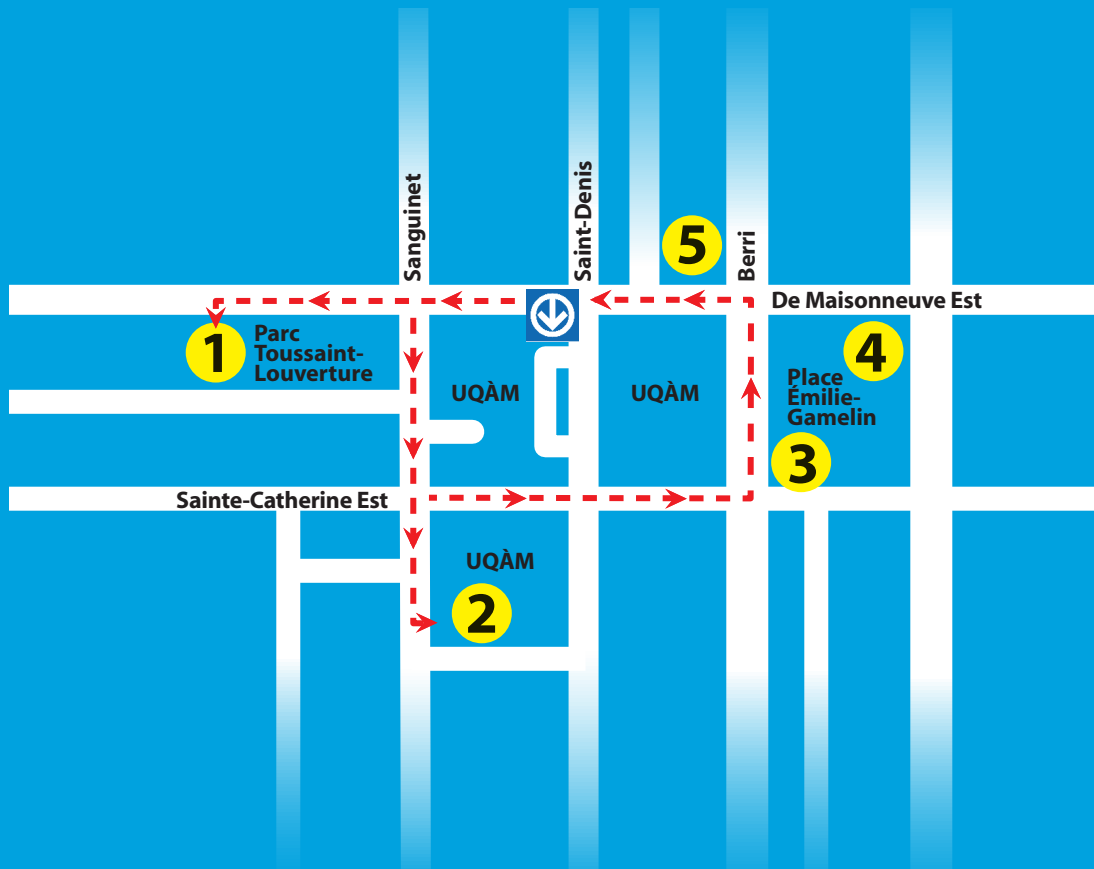 Sanguinet
Saint-Denis
Berri
5
De Maisonneuve Est
1
Parc
Toussaint-
Louverture
4
UQÀM
UQÀM
Place
Émilie-
Gamelin
3
Sainte-Catherine Est
UQÀM
2